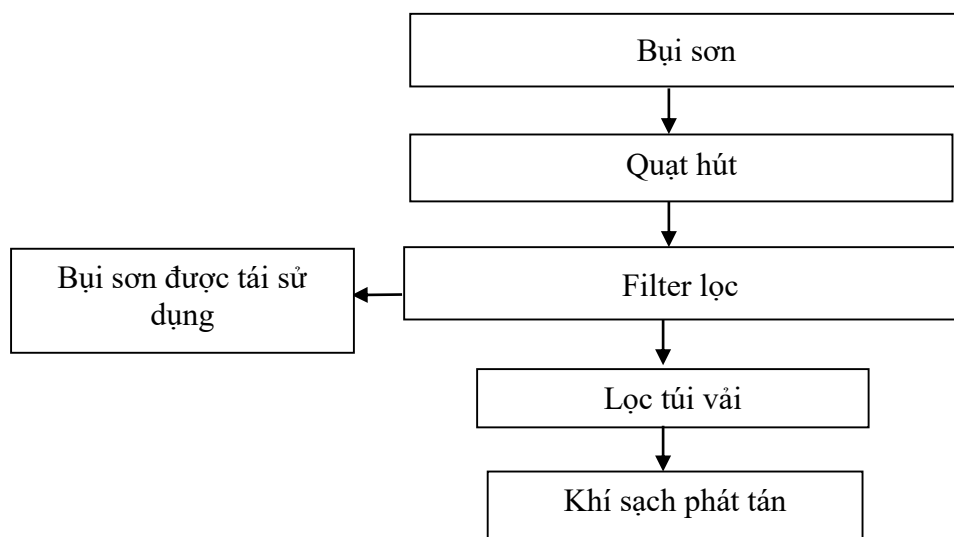 Bụi sơn
Quạt hút
Bụi sơn được tái sử
dụng
Filter lọc
Lọc túi vải
Khí sạch phát tán